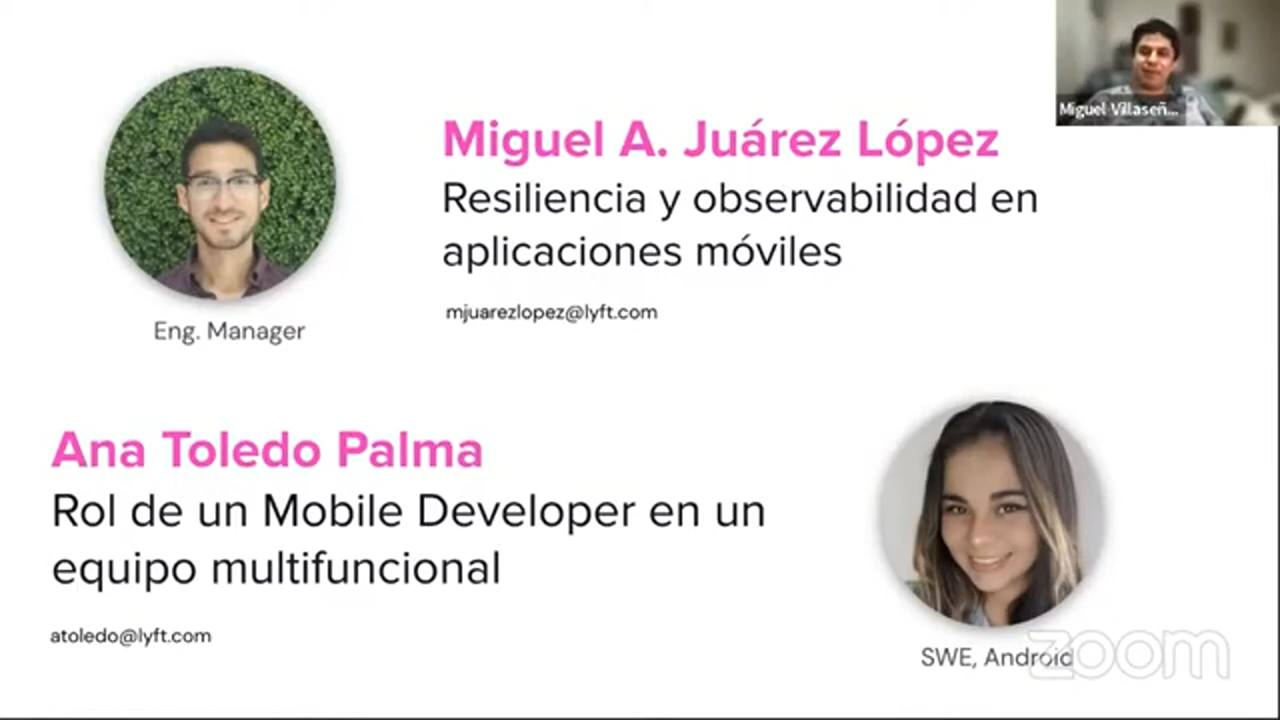 Miguel Villaseñ...
Miguel A. Juárez López
Resiliencia y observabilidad en
aplicaciones móviles
mjuarezlopez@lyft.com
Eng. Manager
Ana Toledo Palma
Rol de un Mobile Developer en un
equipo multifuncional
atoledo@lyft.com
SWE, Android
zoom